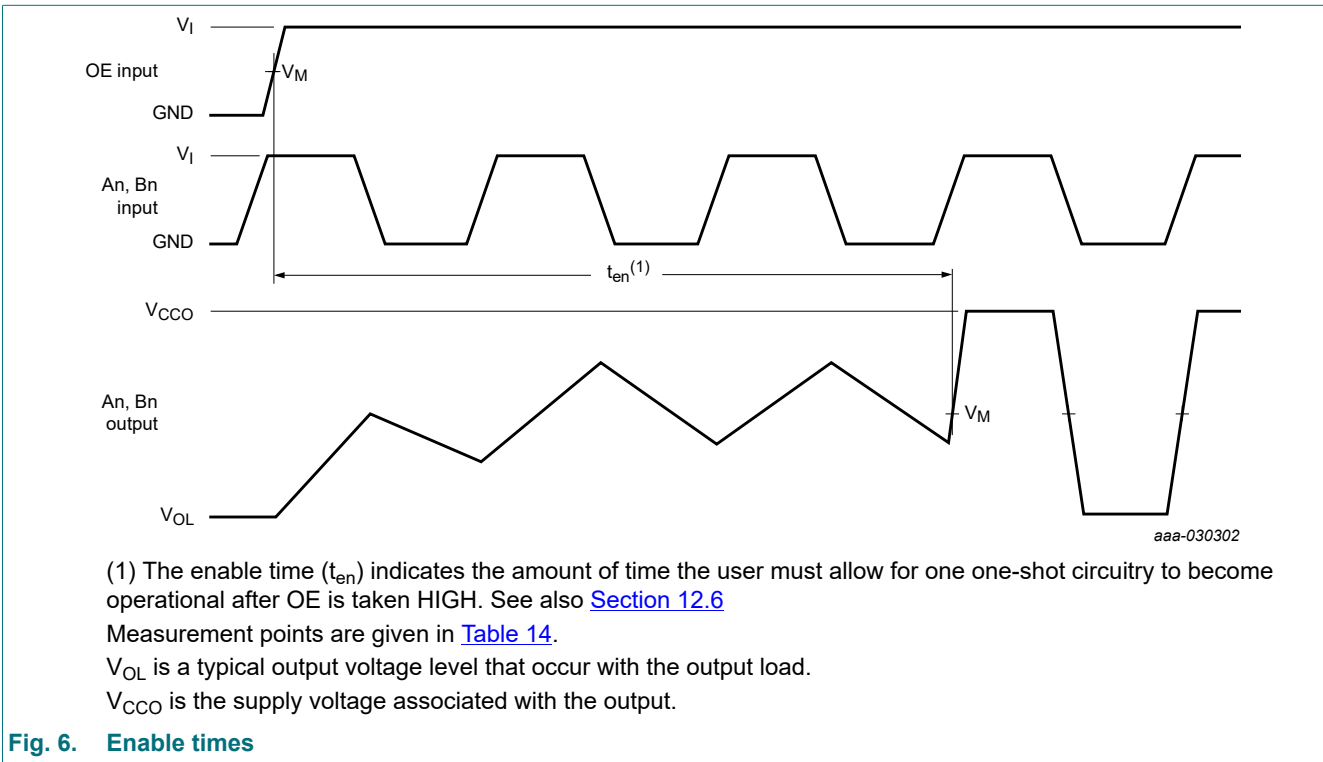 VI
OE input
VM
GND
VI
An, Bn
input
GND
ten(1)
VCCO
An, Bn
output
VM
VOL
aaa-030302
(1) The enable time (ten) indicates the amount of time the user must allow for one one-shot circuitry to become
operational after OE is taken HIGH. See also Section 12.6
Measurement points are given in Table 14.
VOL is a typical output voltage level that occur with the output load.
VCCO is the supply voltage associated with the output.
Fig. 6. Enable times